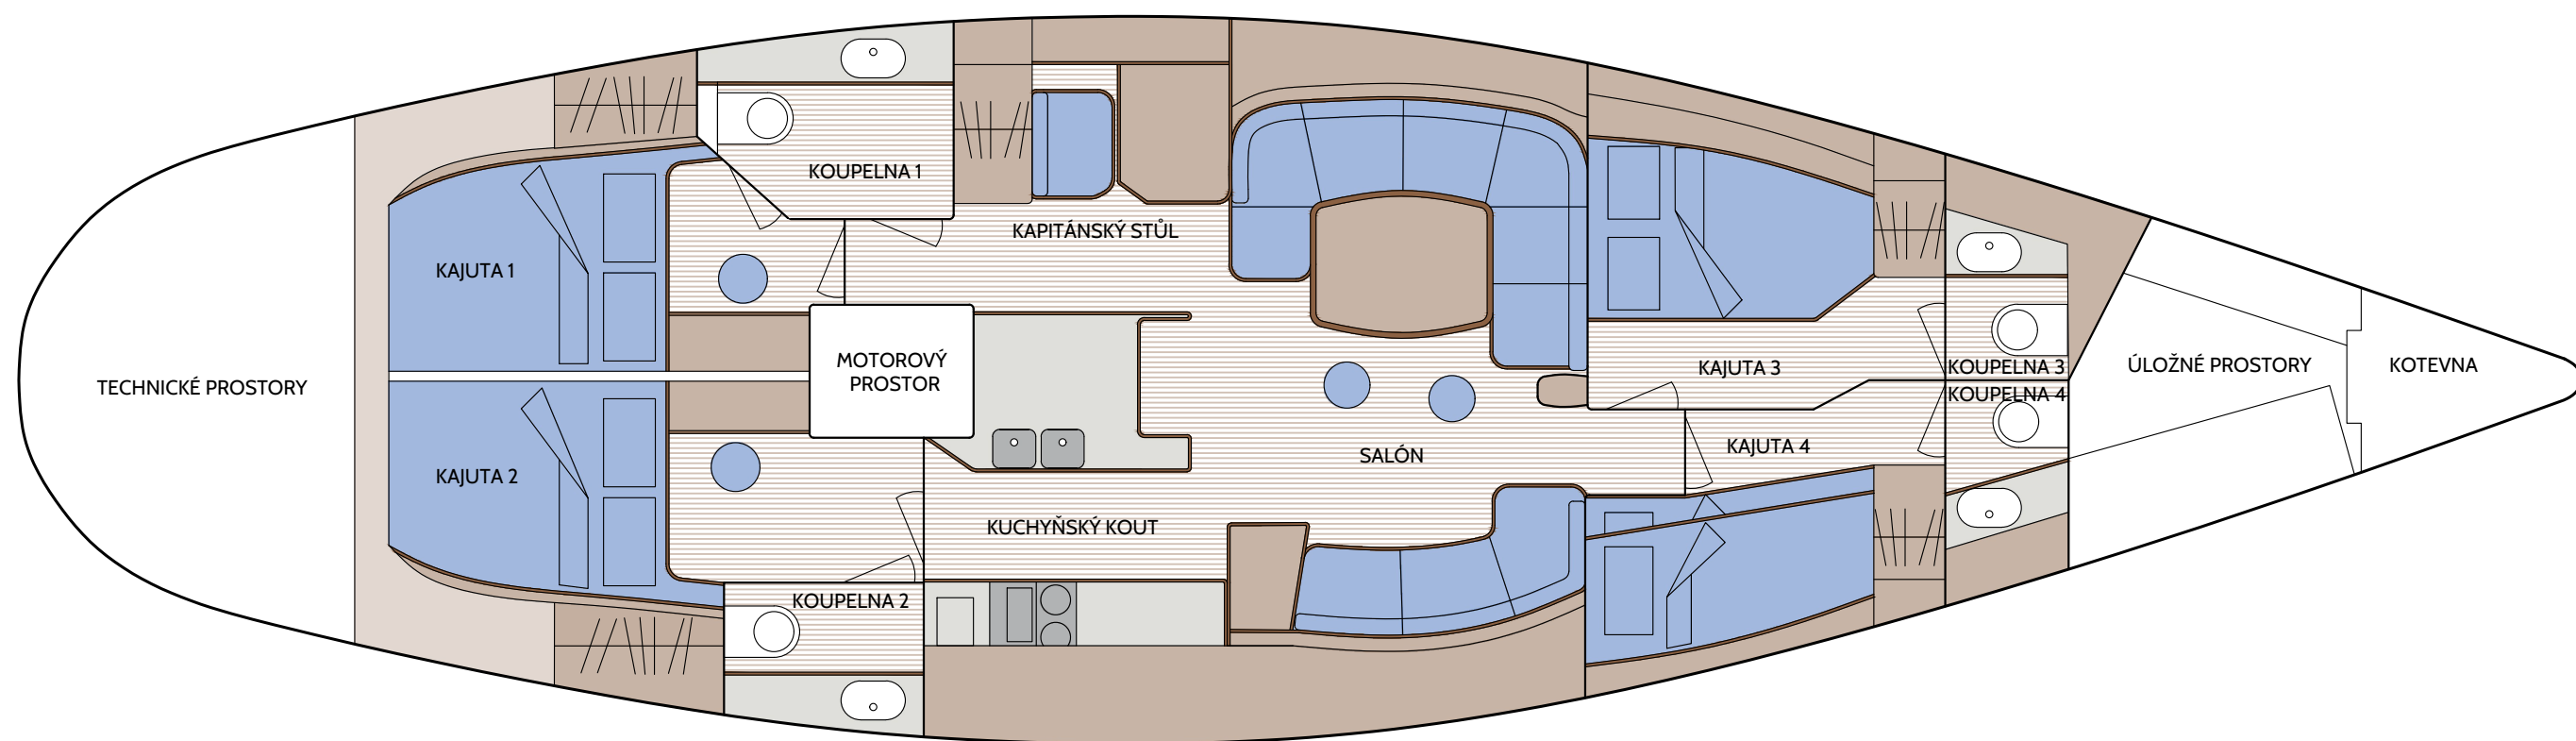 KOUPELNA 1
KAPITÁNSKÝ STŮL
KAJUTA 1
MOTOROVÝ
PROSTOR
TECHNICKÉ PROSTORY
KAJUTA 3
KOUPELNA 3
KOUPELNA 4
ÚLOŽNÉ PROSTORY
KOTEVNA
KAJUTA 4
SALÓN
KAJUTA 2
KUCHYŇSKÝ KOUT
KOUPELNA 2